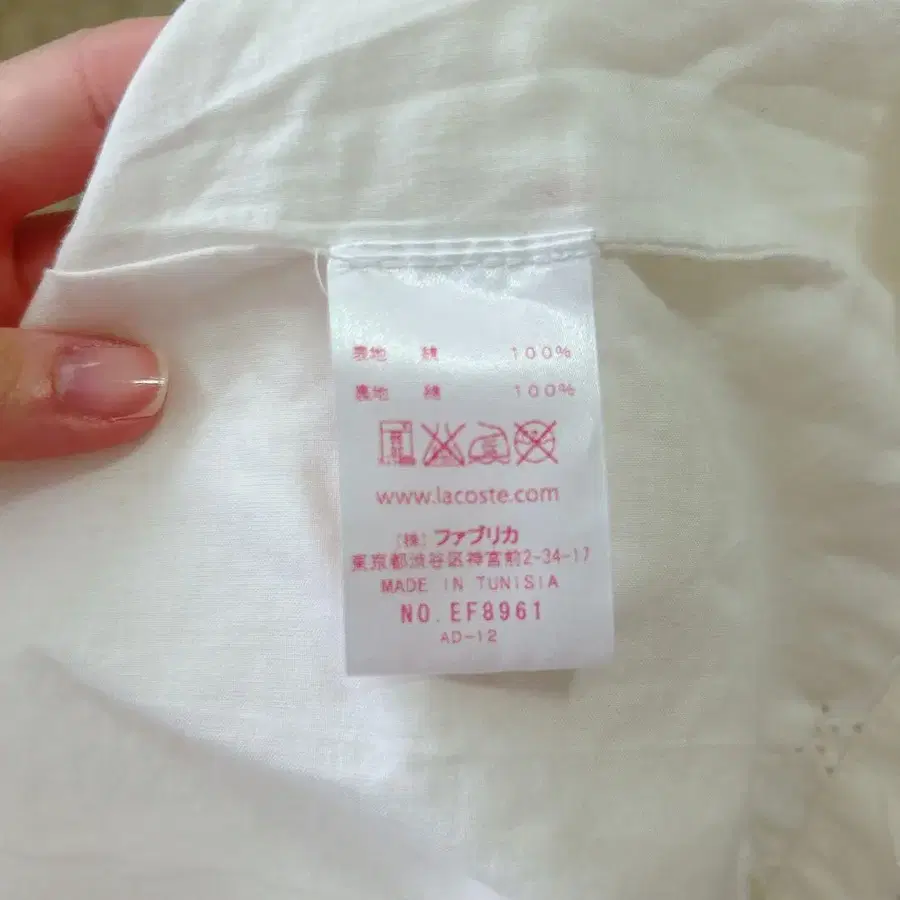 表地 綿 100%
裏地 綿 100%
www.lacoste.com
(株) ファブリカ
東京都渋谷区神宮前2-34-17
MADE IN TUNISIA
NO. EF8961
AD-12